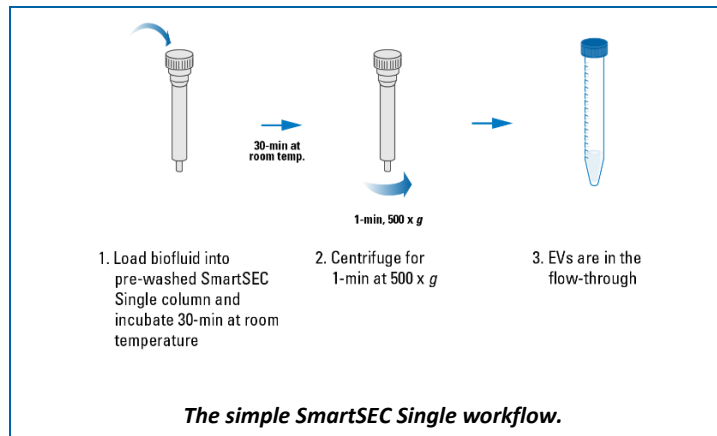 30-min at
room temp.
1-min, 500 x g
1. Load biofluid into
pre-washed SmartSEC
Single column and
incubate 30-min at room
temperature
2. Centrifuge for
1-min at 500 x g
3. EVs are in the
flow-through
The simple SmartSEC Single workflow.